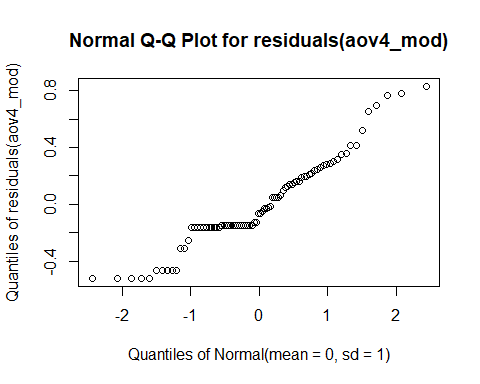 Normal Q-Q Plot for residuals(aov4_mod)
Quantiles of residuals(aov4_mod)
0.8
0.4
0.0
-0.4
-2 -1 0 1 2
Quantiles of Normal(mean = 0, sd = 1)